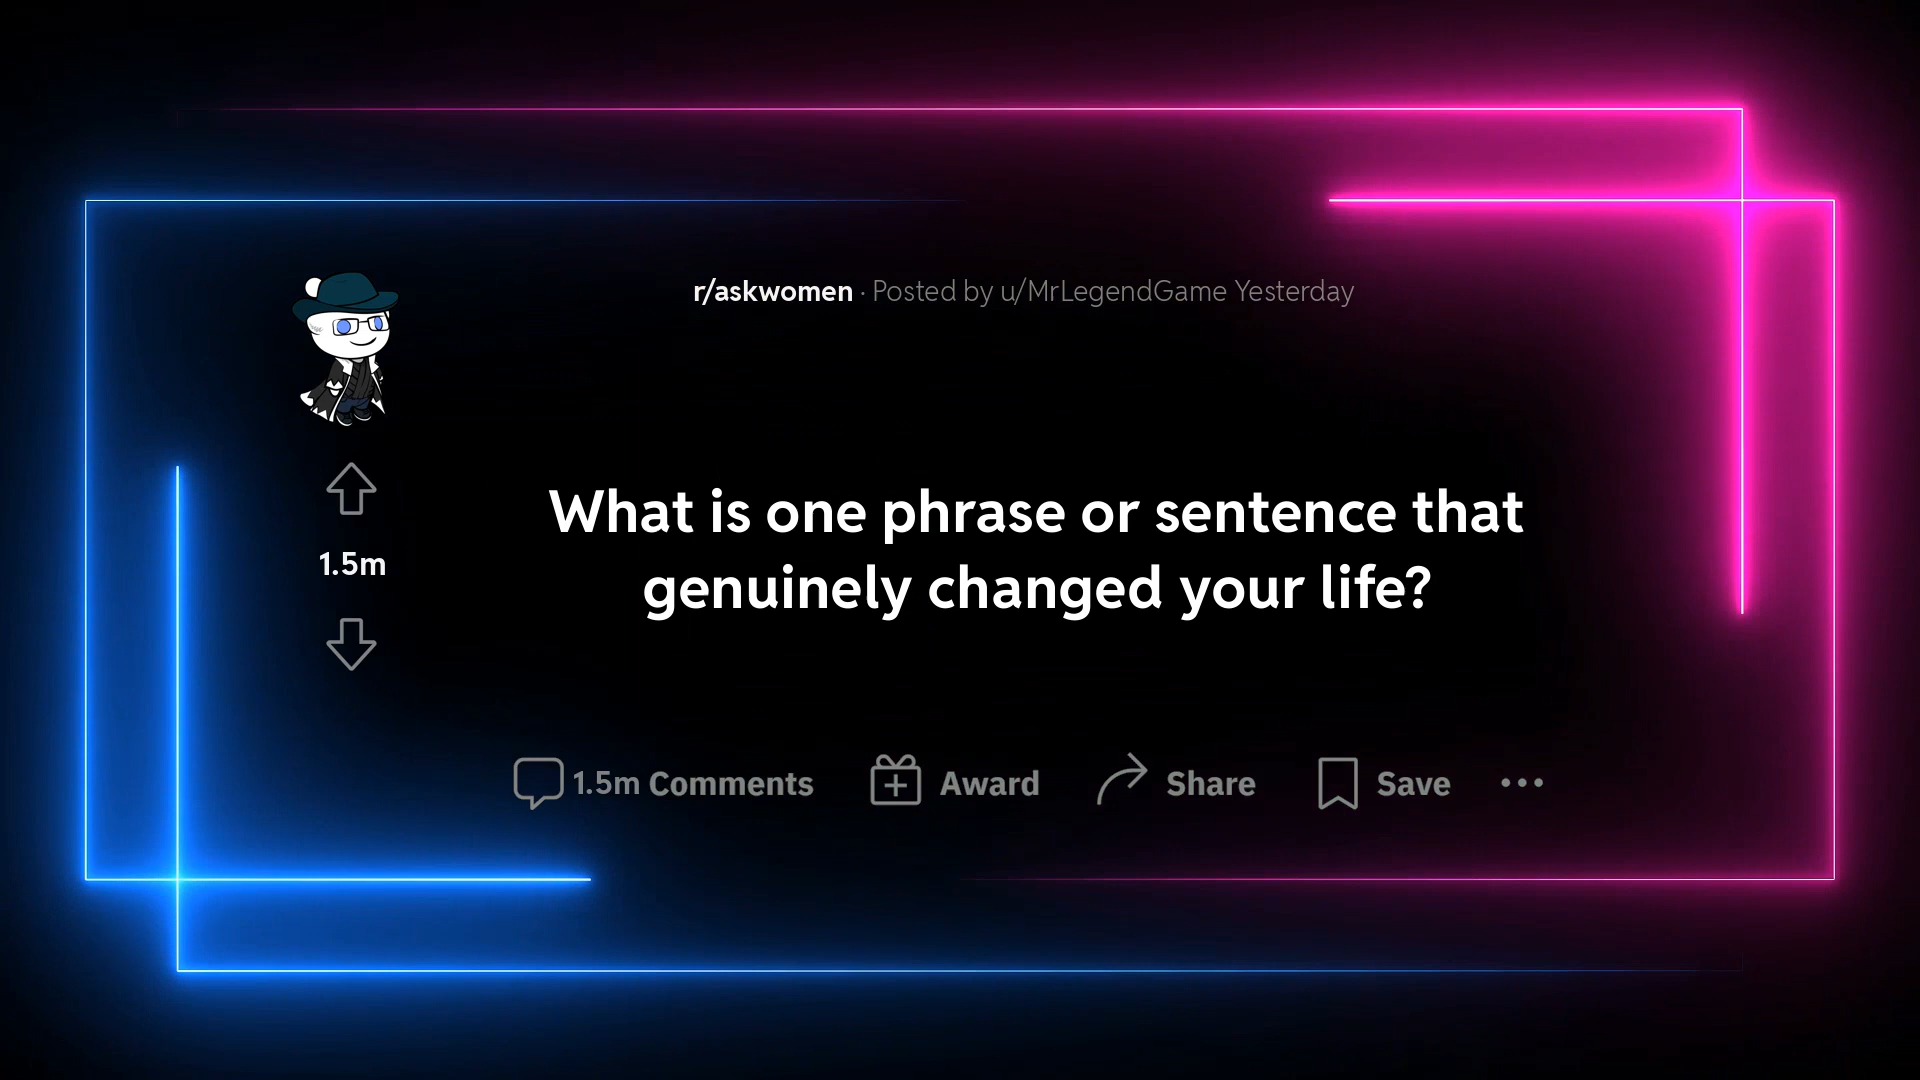 r/askwomen · Posted by u/MrLegendGame Yesterday
What is one phrase or sentence that
genuinely changed your life?
1.5m
1.5m Comments Award Share Save